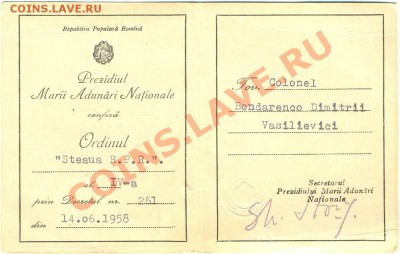 Republica Populară Română
Prezidiul
Marii Adunări Naționale
conferă
Ordinul
"Steaua R.P.R.".
cl. IV-a
prin Decretul nr. 261
din 14.06.1958
Tov. Colonel
Bondarenco Dimitrii
Vasilievici
Secretarul
Prezidiului Marii Adunări
Naționale
COINS.LAVE.RU
COINS.LAVE.RU